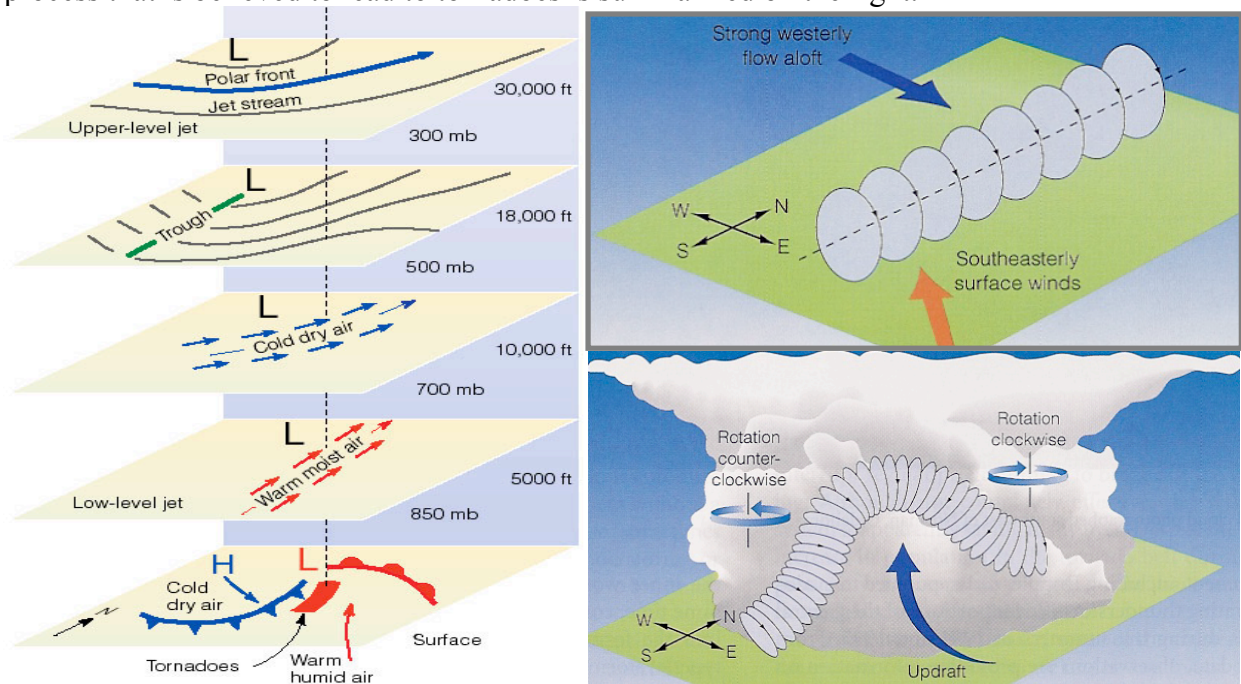 L
Polar front
Jet stream
Upper-level jet
30,000 ft
300 mb
L
Trough
18,000 ft
500 mb
L
Cold dry air
10,000 ft
700 mb
L
Warm moist air
Low-level jet
5000 ft
850 mb
H
L
Cold
dry air
N
Surface
Tornadoes
Warm
humid air
Strong westerly
flow aloft
W
N
S
E
Southeasterly
surface winds
Rotation
counter-
clockwise
Rotation
clockwise
W
N
S
E
Updraft